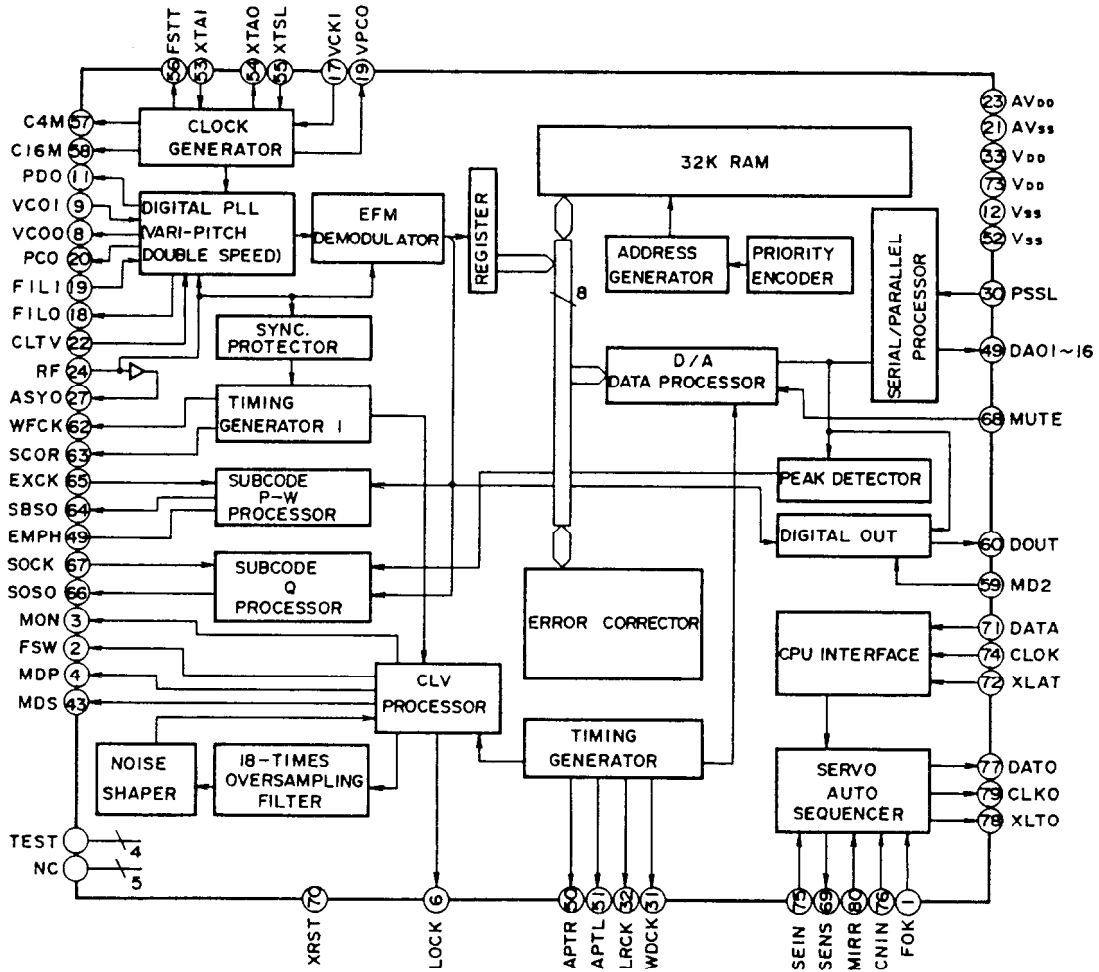 FSTT
XTAI
XTAO
XTSL
VCKI
VPCO
56
53
54
55
17
19
C4M 57
C16M 58
PDO 11
VCOI 9
VCOO 8
PCO 20
FILI 19
FILO 18
CLTV 22
RF 24
ASYO 27
WFCK 62
SCOR 63
EXCK 65
SBSO 64
EMPH 49
SOCK 67
SOSO 66
MON 3
FSW 2
MDP 4
MDS 43
TEST
4
NC
5
CLOCK
GENERATOR
DIGITAL PLL
(VARI-PITCH
DOUBLE SPEED)
EFM
DEMODULATOR
REGISTER
32K RAM
ADDRESS
GENERATOR
PRIORITY
ENCODER
8
SYNC.
PROTECTOR
TIMING
GENERATOR 1
D/A
DATA PROCESSOR
SERIAL/PARALLEL
PROCESSOR
SUBCODE
P-W
PROCESSOR
PEAK DETECTOR
DIGITAL OUT
SUBCODE
Q
PROCESSOR
ERROR CORRECTOR
CPU INTERFACE
CLV
PROCESSOR
TIMING
GENERATOR
NOISE
SHAPER
18-TIMES
OVERSAMPLING
FILTER
SERVO
AUTO
SEQUENCER
23 AVDD
21 AVss
33 VDD
73 VDD
12 Vss
52 Vss
30 PSSL
49 DA01~16
68 MUTE
60 DOUT
59 MD2
71 DATA
74 CLOK
72 XLAT
77 DATO
79 CLKO
78 XLTO
70
6
50
51
32
31
75
69
80
76
1
XRST
LOCK
APTR
APTL
LRCK
WDCK
SEIN
SENS
MIRR
CNIN
FOK